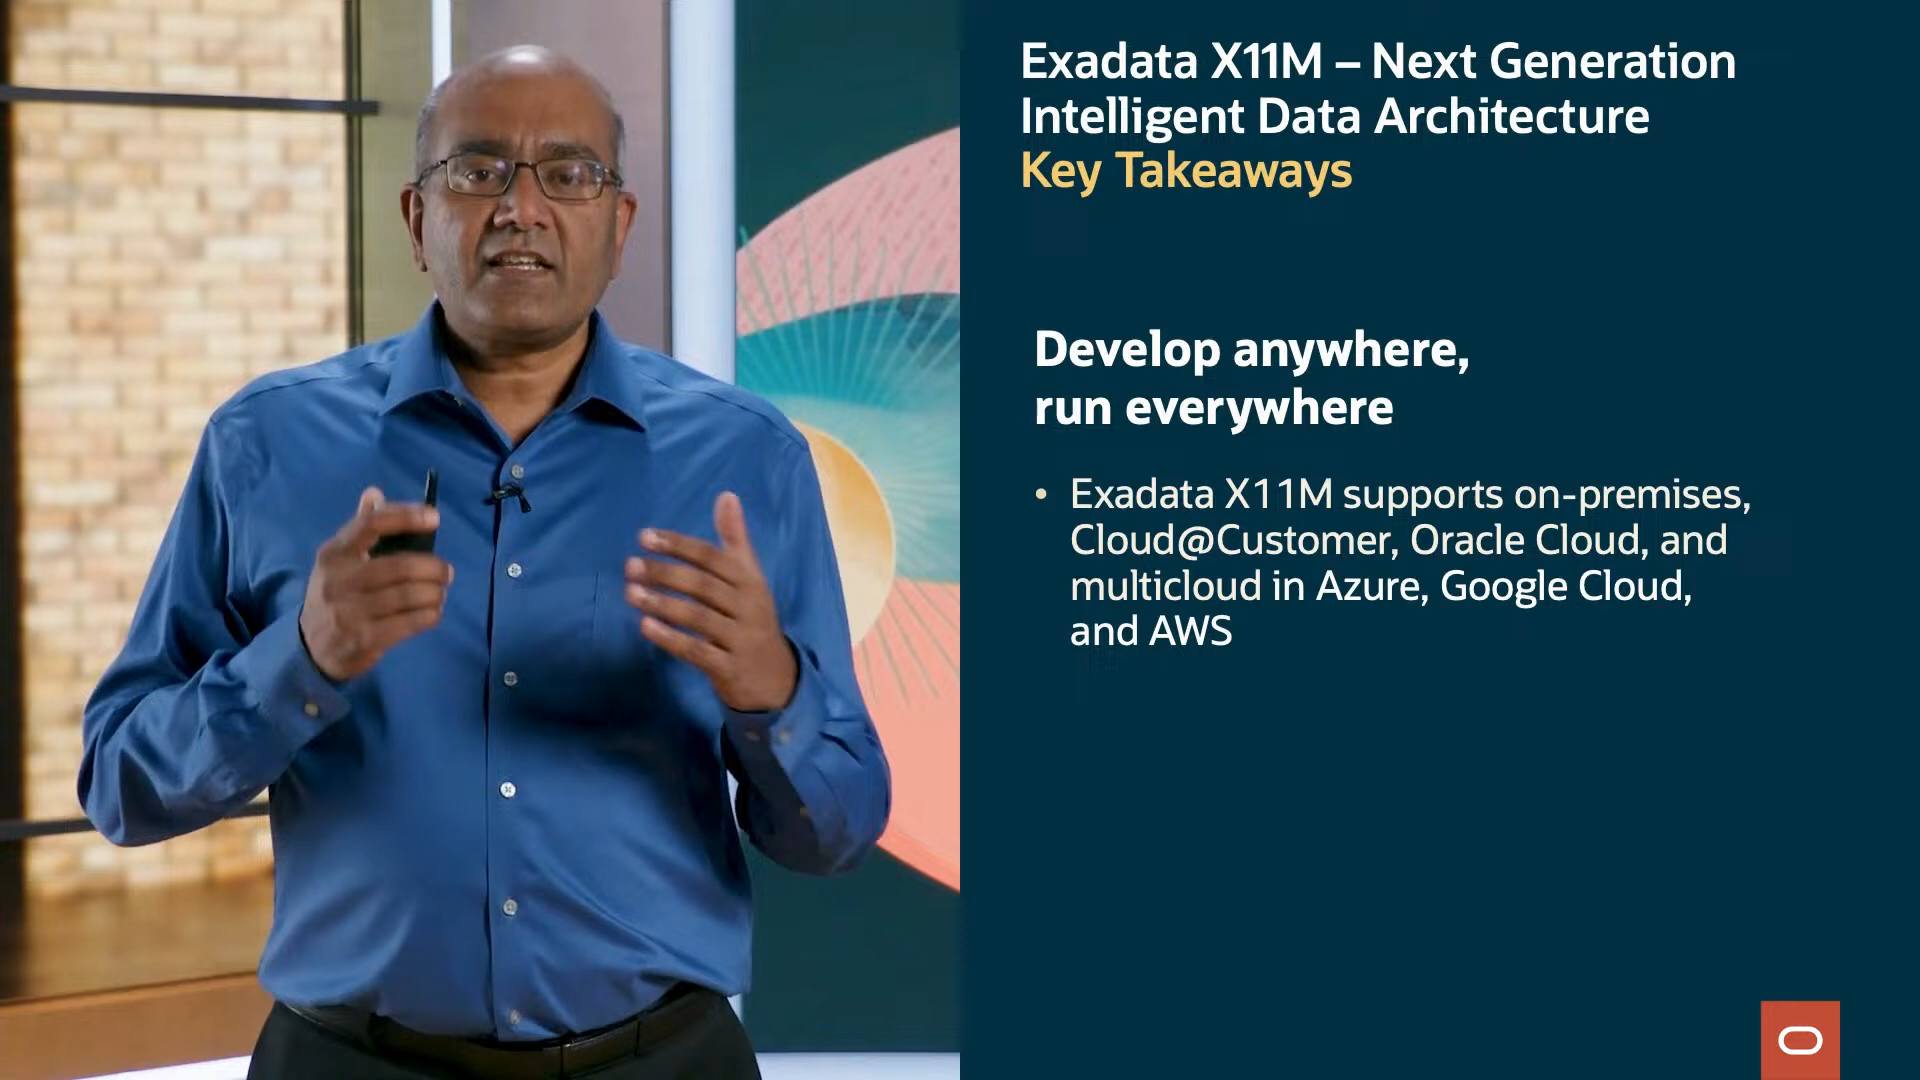 Exadata X11M – Next Generation
Intelligent Data Architecture
Key Takeaways
Develop anywhere,
run everywhere
• Exadata X11M supports on-premises,
Cloud@Customer, Oracle Cloud, and
multicloud in Azure, Google Cloud,
and AWS